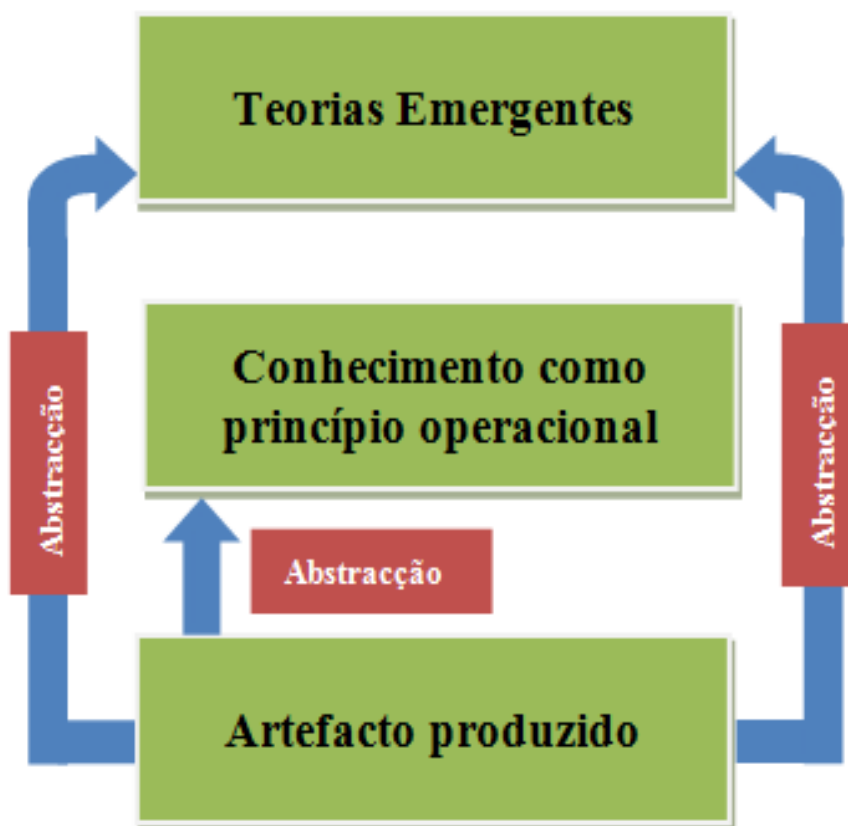 Teorias Emergentes
Abstracção
Conhecimento como
princípio operacional
Abstracção
Abstracção
Artefacto produzido